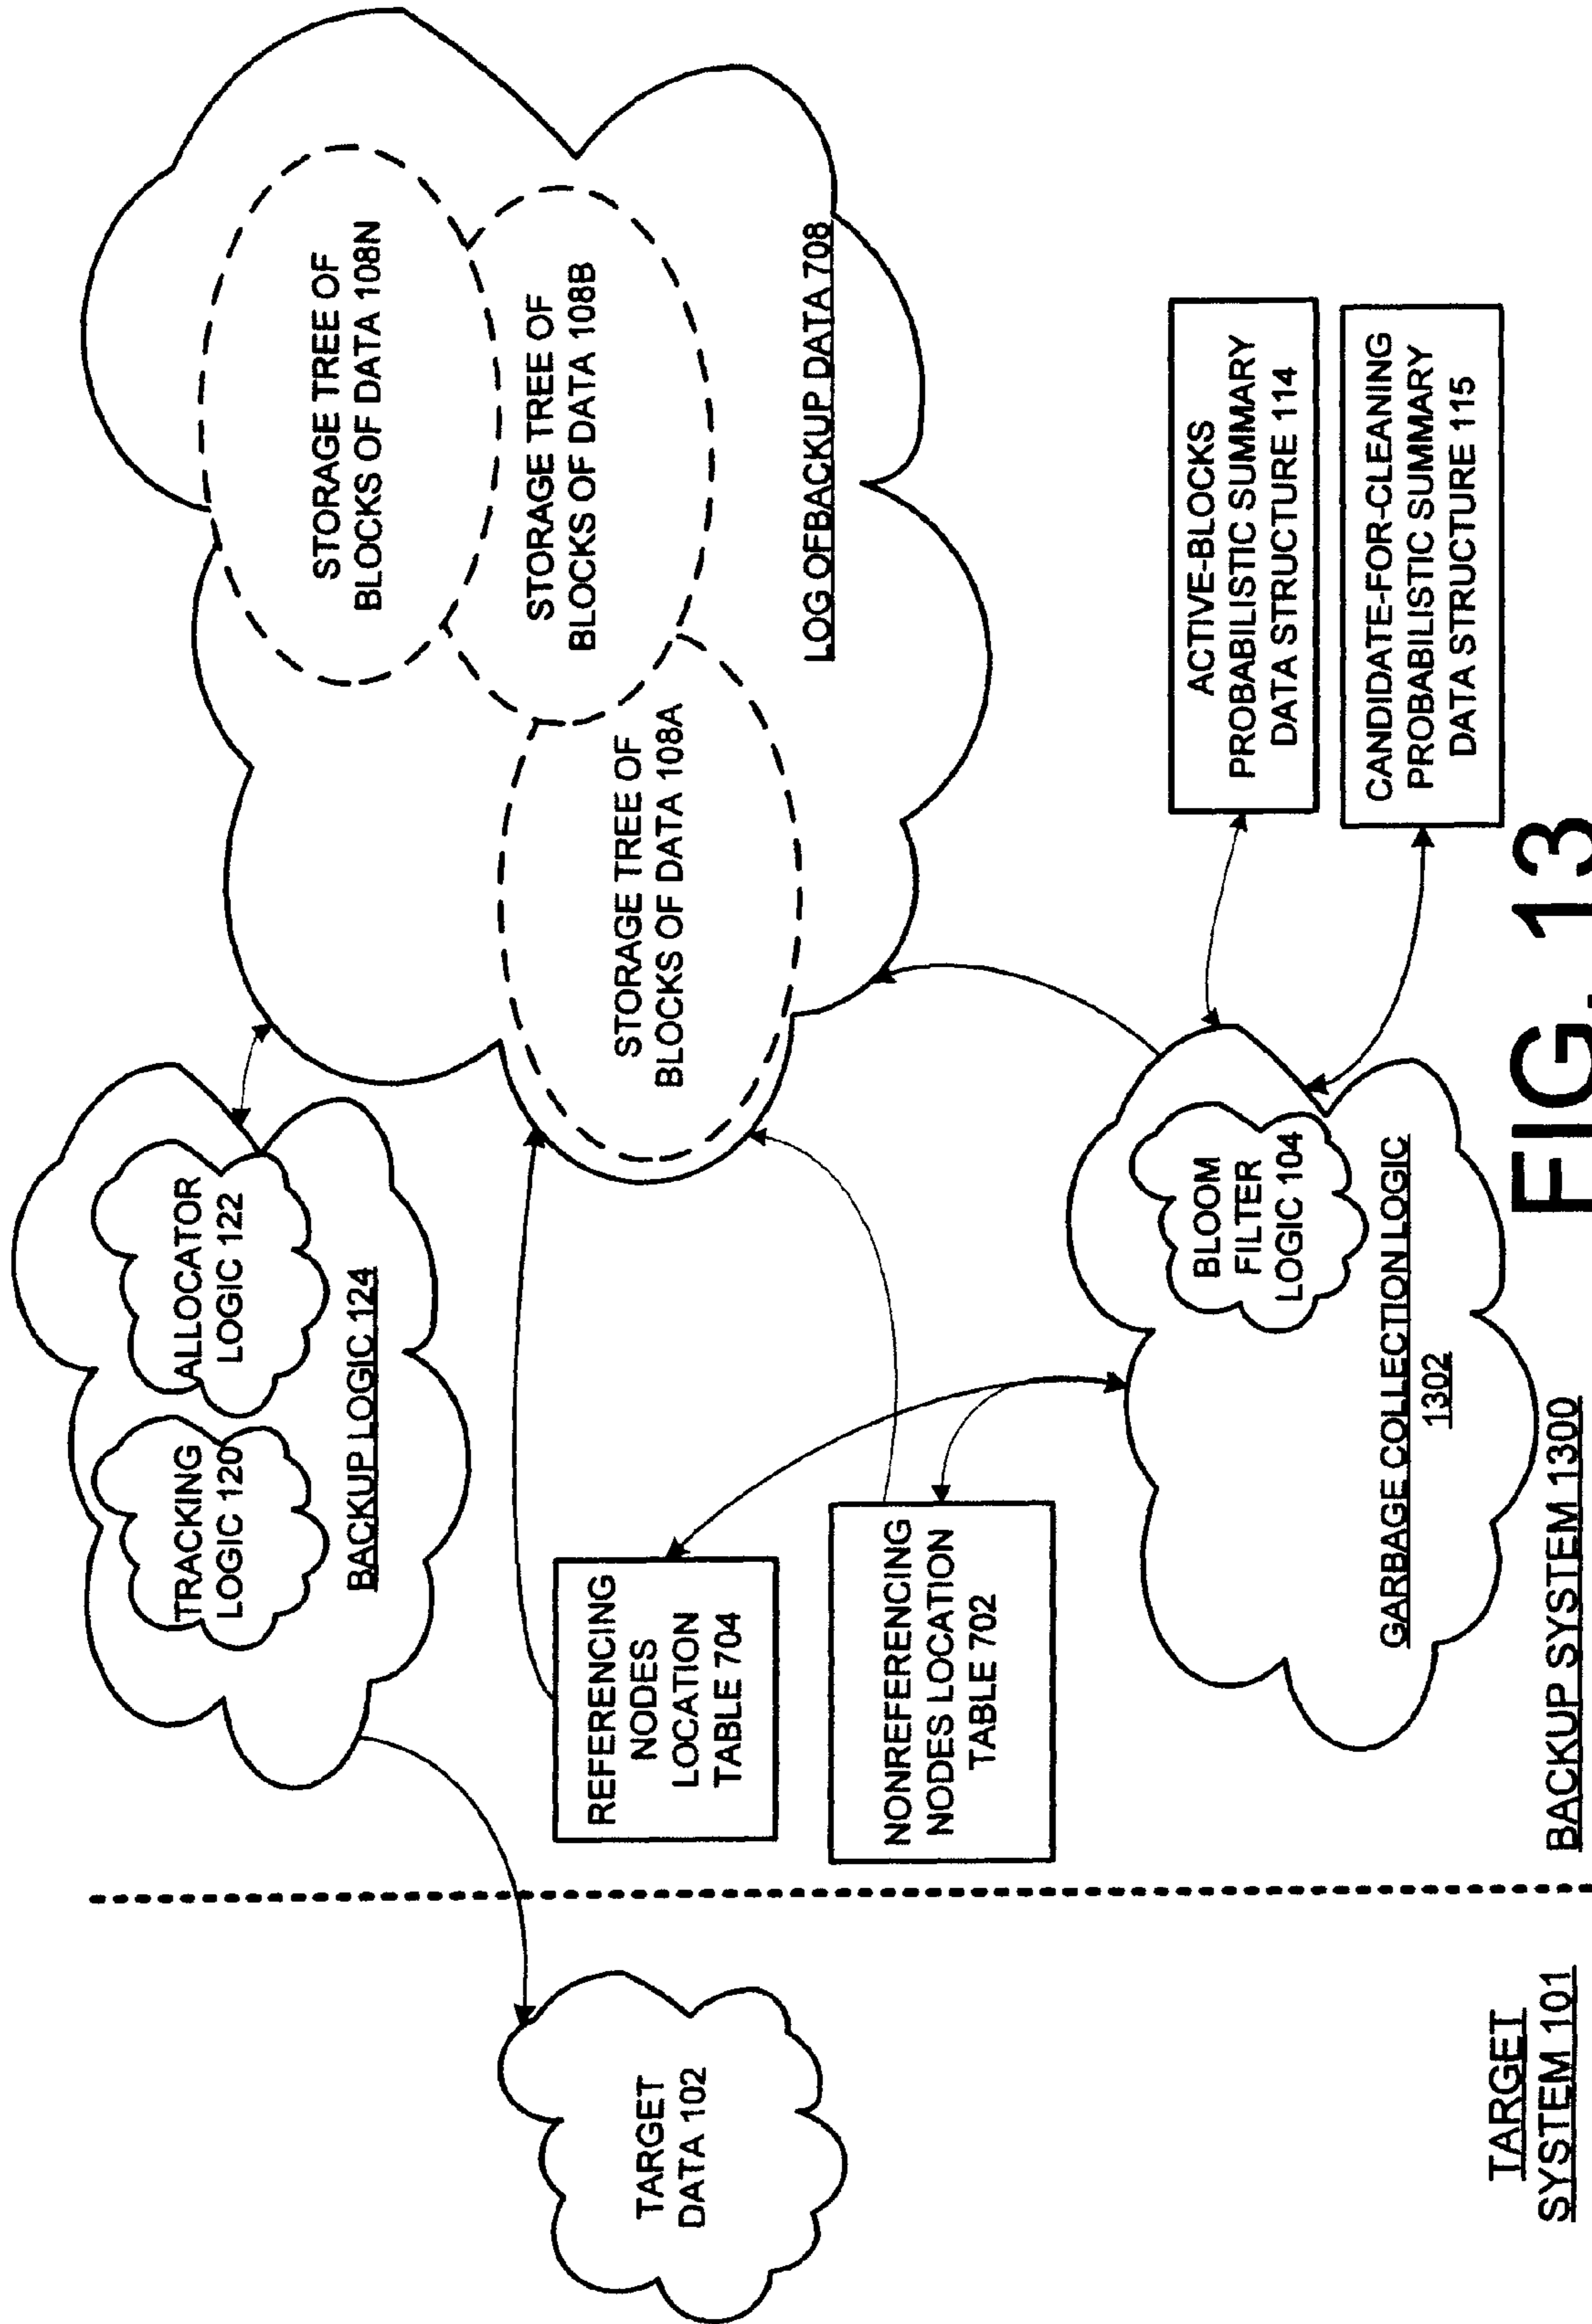 TARGET
DATA 102
TARGET
SYSTEM 101
TRACKING
LOGIC 120
ALLOCATOR
LOGIC 122
BACKUP LOGIC 124
REFERENCING
NODES
LOCATION
TABLE 704
NONREFERENCING
NODES LOCATION
TABLE 702
BLOOM
FILTER
LOGIC 104
GARBAGE COLLECTION LOGIC
1302
BACKUP SYSTEM 1300
STORAGE TREE OF
BLOCKS OF DATA 108N
STORAGE TREE OF
BLOCKS OF DATA 108B
STORAGE TREE OF
BLOCKS OF DATA 108A
LOG OFBACKUP DATA 708
ACTIVE-BLOCKS
PROBABILISTIC SUMMARY
DATA STRUCTURE 114
CANDIDATE-FOR-CLEANING
PROBABILISTIC SUMMARY
DATA STRUCTURE 115
FIG. 13